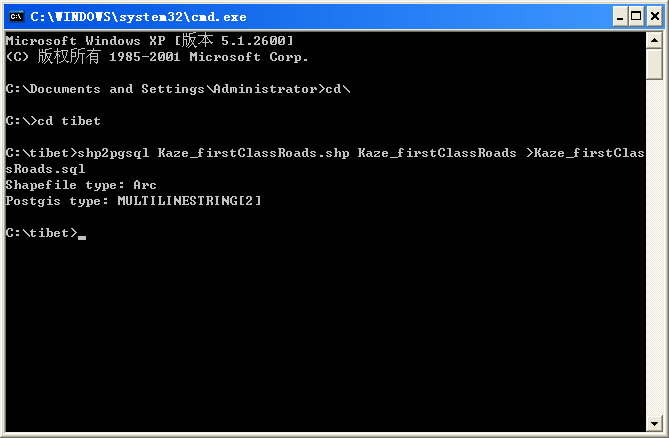 C:\WINDOWS\system32\cmd.exe
Microsoft Windows XP [版本 5.1.2600]
(C) 版权所有 1985-2001 Microsoft Corp.
C:\Documents and Settings\Administrator>cd\
C:\>cd tibet
C:\tibet>shp2pgsql Kaze_firstClassRoads.shp Kaze_firstClassRoads >Kaze_firstClas
sRoads.sql
Shapefile type: Arc
Postgis type: MULTILINESTRING[2]
C:\tibet>